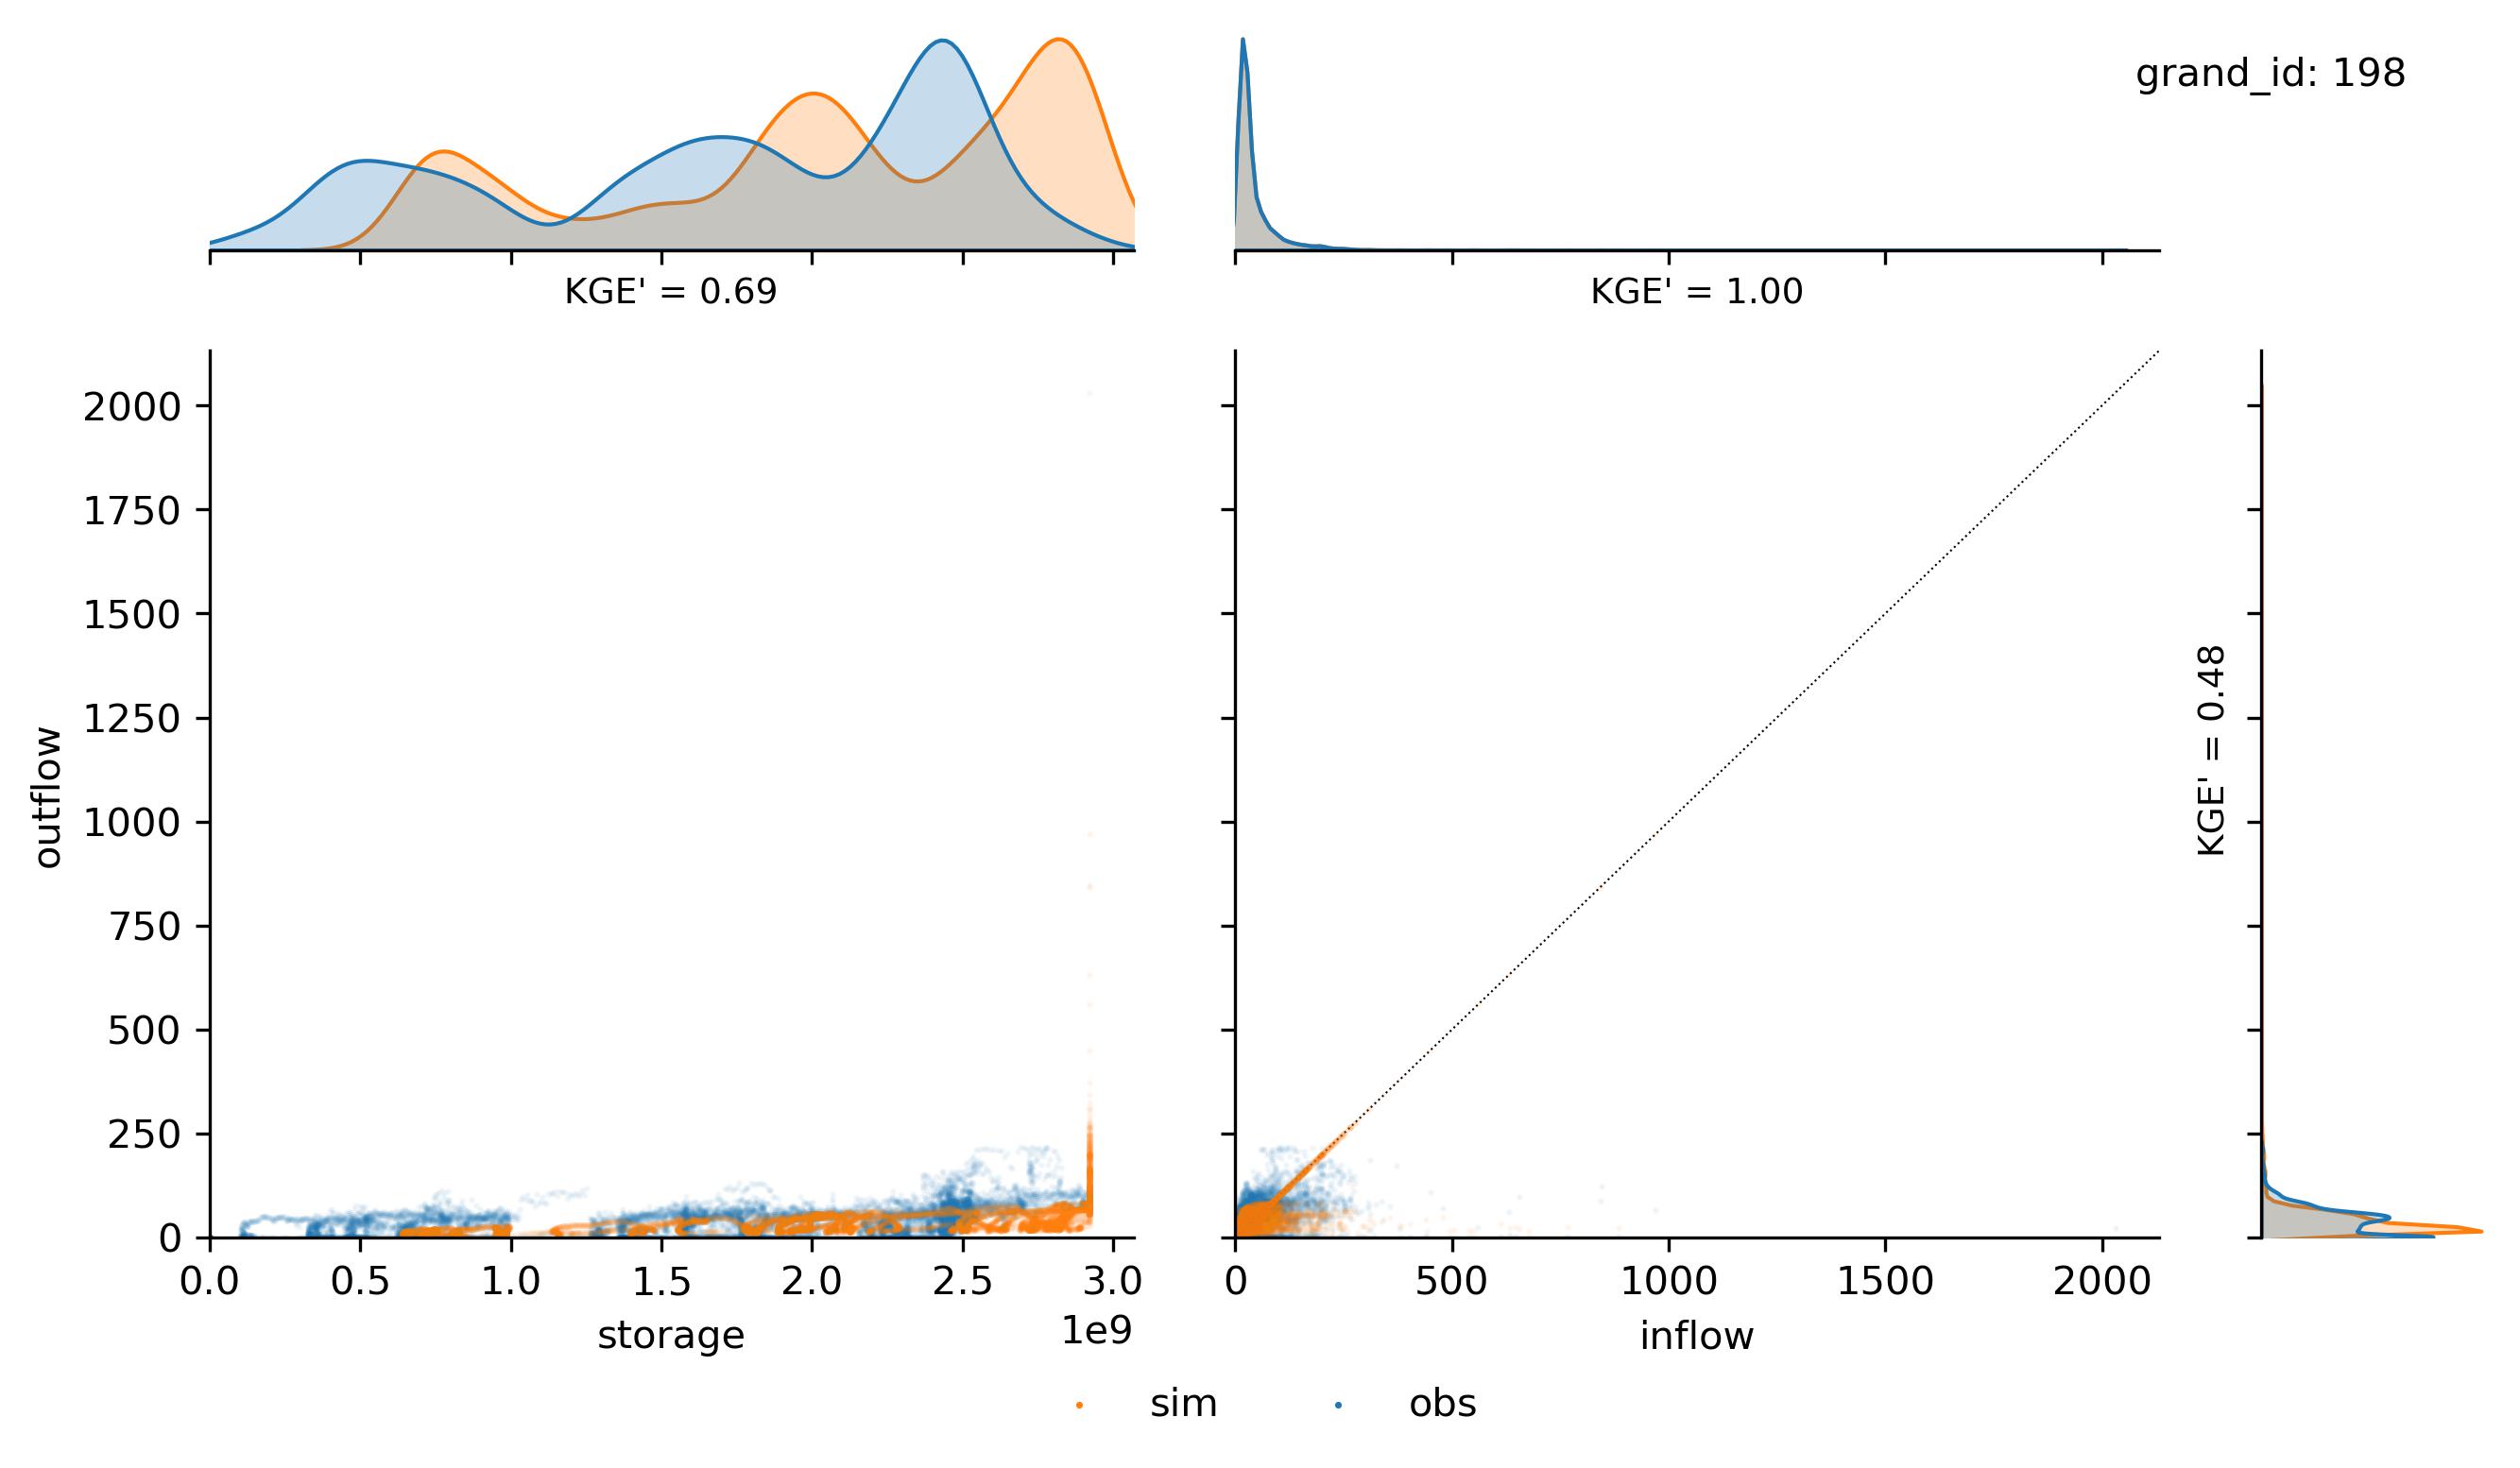 grand_id: 198
KGE' = 0.69
KGE' = 1.00
2000
1750
1500
1250
1000
750
500
250
0
outflow
KGE' = 0.48
0.0 0.5 1.0 1.5 2.0 2.5 3.0
0 500 1000 1500 2000
storage
1e9
inflow
sim obs